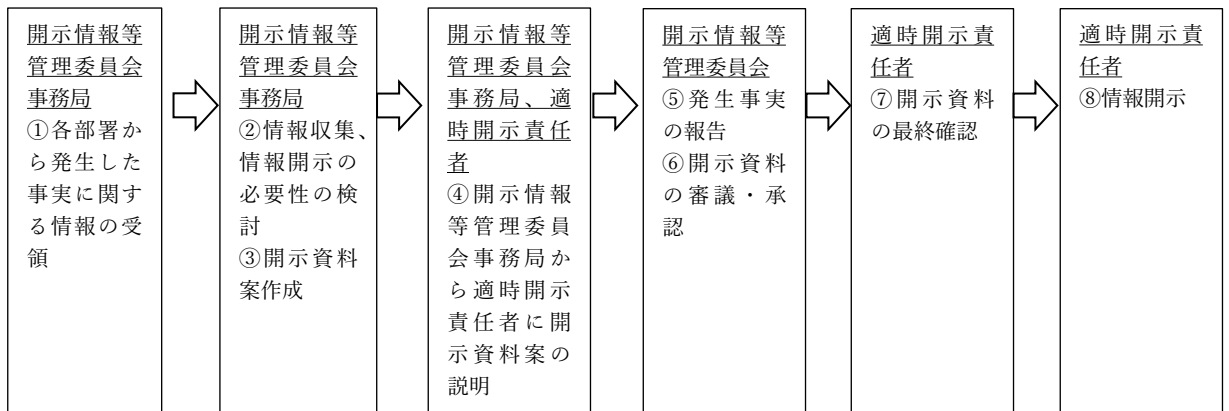 開示情報等
管理委員会
事務局
①各部署か
ら発生した
事実に関す
る情報の受
領
開示情報等
管理委員会
事務局
②情報収集、
情報開示の
必要性の検
討
③開示資料
案作成
開示情報等
管理委員会
事務局、適
時開示責任
者
④開示情報
等管理委員
会事務局か
ら適時開示
責任者に開
示資料案の
説明
開示情報等
管理委員会
⑤発生事実
の報告
⑥開示資料
の審議・承
認
適時開示責
任者
⑦開示資料
の最終確認
適時開示責
任者
⑧情報開示